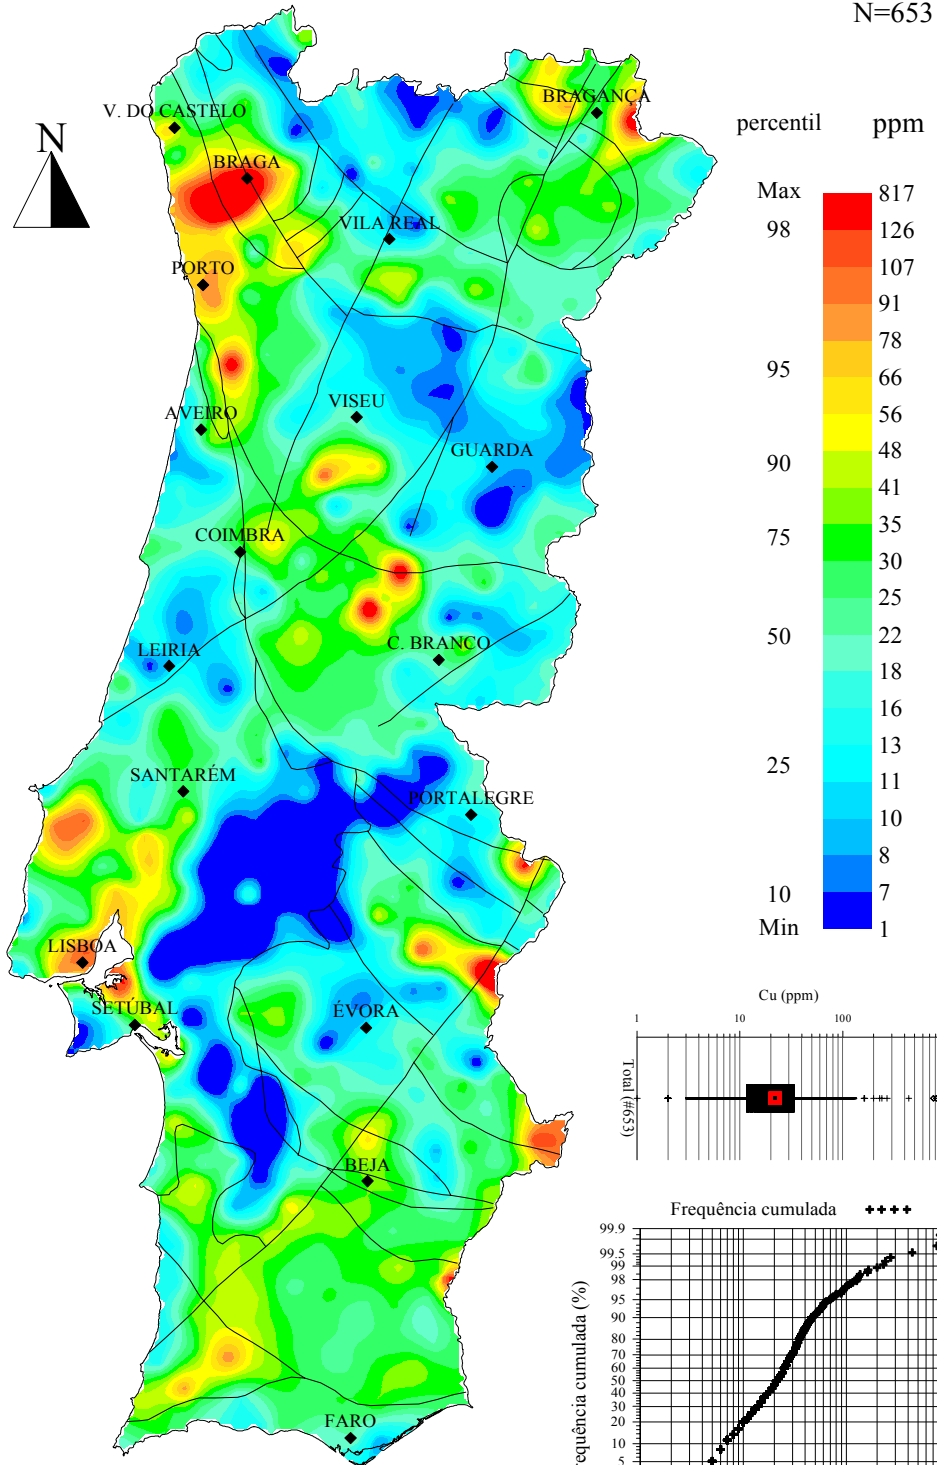 N=653
N
V. DO CASTELO
BRAGANÇA
BRAGA
VILA REAL
PORTO
AVEIRO
VISEU
GUARDA
COIMBRA
LEIRIA
C. BRANCO
SANTARÉM
PORTALEGRE
LISBOA
SETÚBAL
ÉVORA
BEJA
FARO
percentil ppm
Max 817
98 126
107
91
78
95 66
56
48
90 41
35
75 30
25
50 22
18
16
13
25 11
10
8
10 7
Min 1
Cu (ppm)
1 10 100
Total (#653)
Frequência cumulada
requência cumulada (%)
99.9
99.5
99
98
95
90
80
70
60
50
40
30
20
10
5